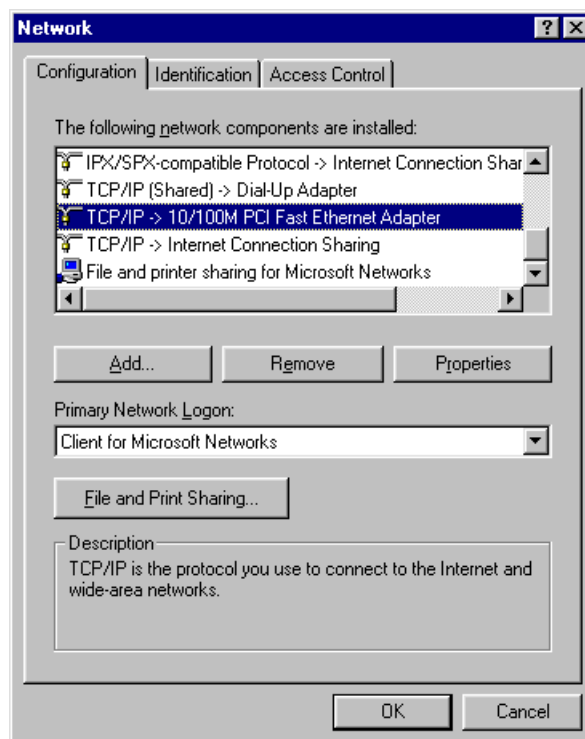 Network
Configuration Identification Access Control
The following network components are installed:
IPX/SPX-compatible Protocol -> Internet Connection Shar
TCP/IP (Shared) -> Dial-Up Adapter
TCP/IP -> 10/100M PCI Fast Ethernet Adapter
TCP/IP -> Internet Connection Sharing
File and printer sharing for Microsoft Networks
Add... Remove Properties
Primary Network Logon:
Client for Microsoft Networks
File and Print Sharing...
Description
TCP/IP is the protocol you use to connect to the Internet and
wide-area networks.
OK Cancel